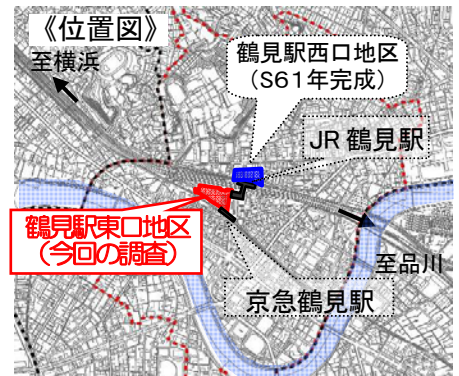 《位置図》
至横浜
鶴見駅西口地区
（S61年完成）
JR 鶴見駅
鶴見駅東口地区
（今回の調査）
至品川
京急鶴見駅